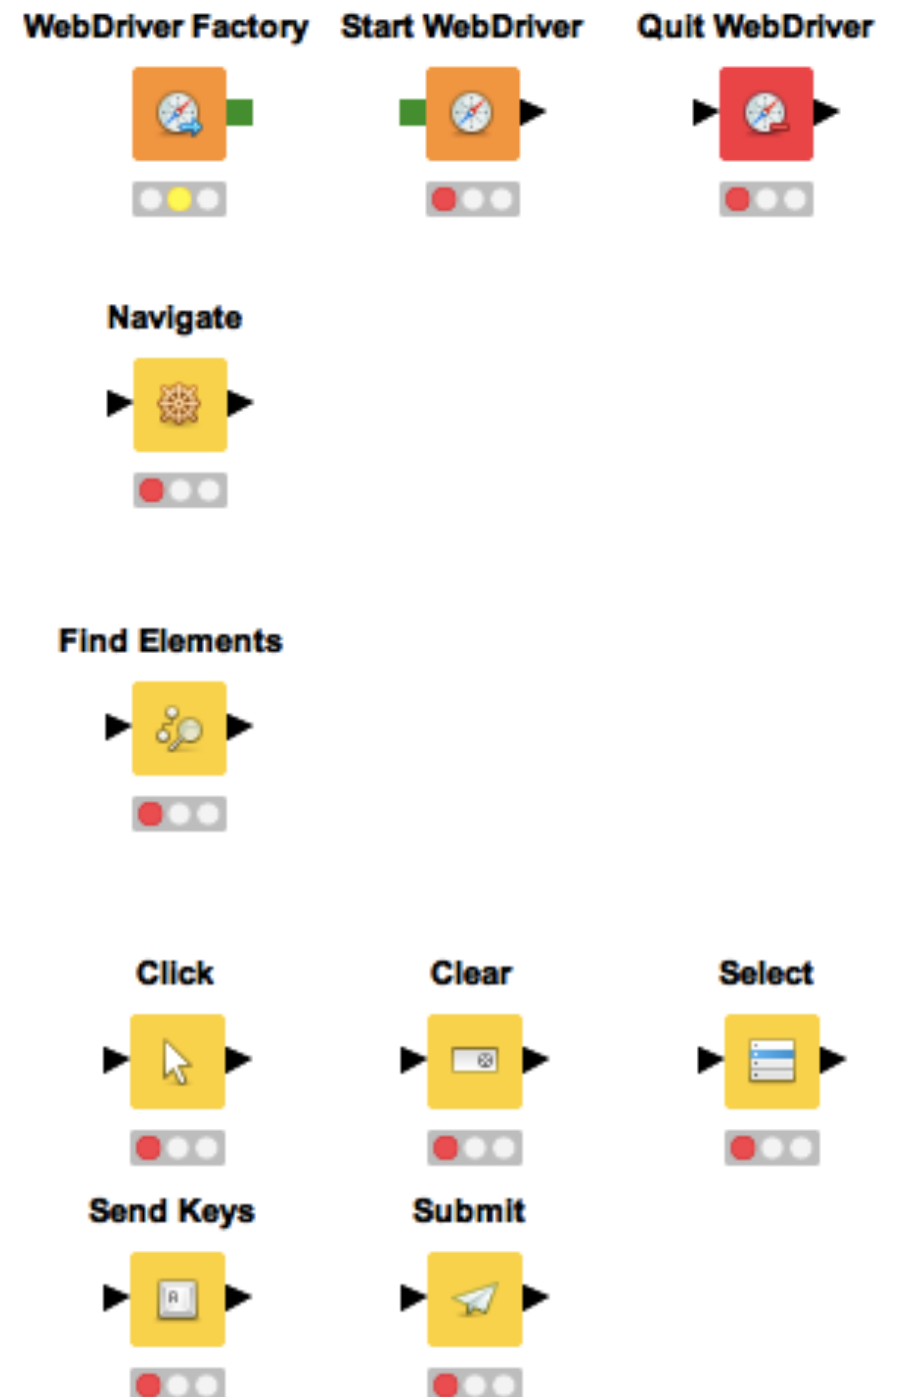 WebDriver Factory Start WebDriver Quit WebDriver
Navigate
Find Elements
Click Clear Select
Send Keys Submit
A